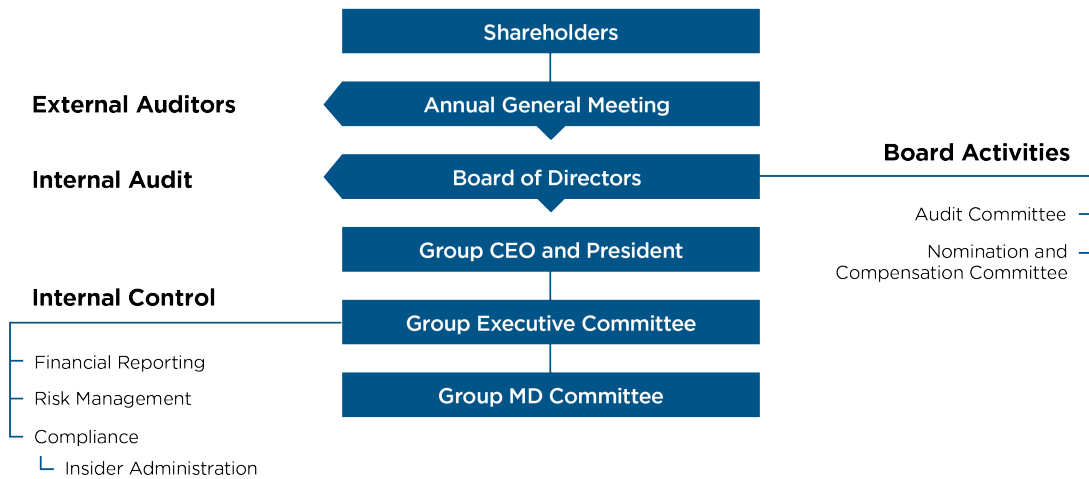 Shareholders
External Auditors
Annual General Meeting
Board Activities
Internal Audit
Board of Directors
Audit Committee
Group CEO and President
Nomination and
Compensation Committee
Internal Control
Group Executive Committee
Financial Reporting
Risk Management
Group MD Committee
Compliance
Insider Administration